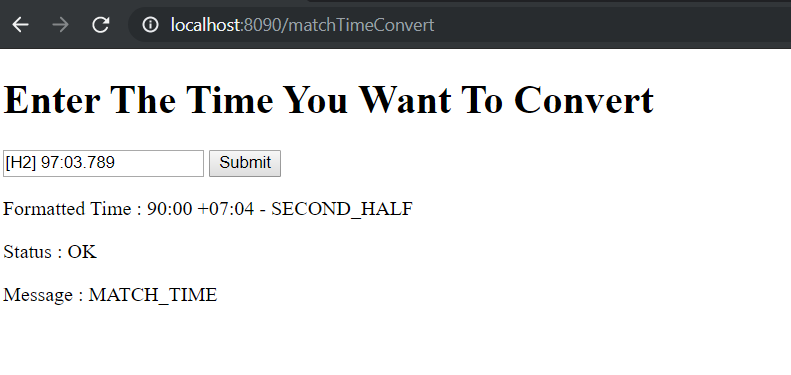 localhost:8090/matchTimeConvert
Enter The Time You Want To Convert
[H2] 97:03.789 Submit
Formatted Time : 90:00 +07:04 - SECOND_HALF
Status : OK
Message : MATCH_TIME